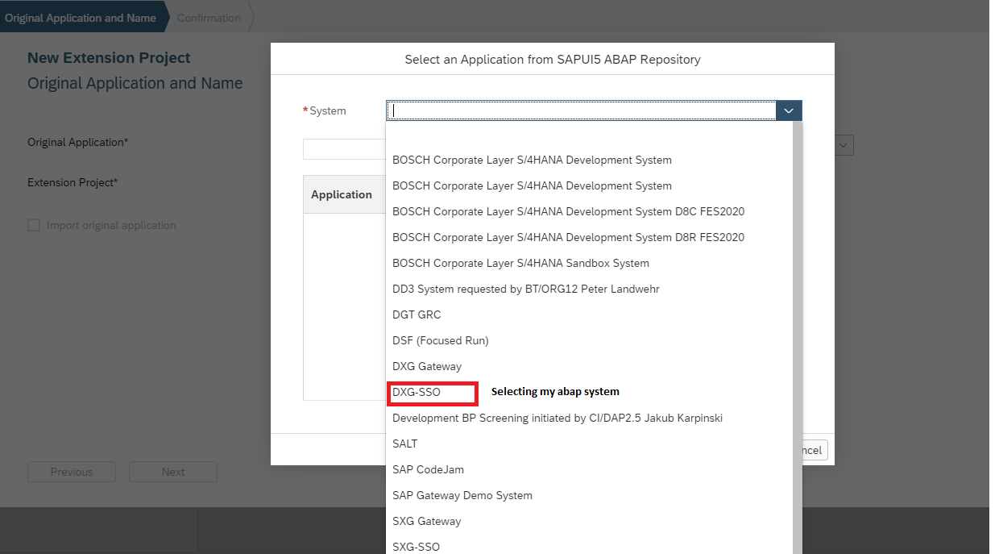 Original Application and Name
Confirmation
New Extension Project
Original Application and Name
Original Application*
Extension Project*
Import original application
Previous
Next
Select an Application from SAPUI5 ABAP Repository
*System
Application
BOSCH Corporate Layer S/4HANA Development System
BOSCH Corporate Layer S/4HANA Development System
BOSCH Corporate Layer S/4HANA Development System D8C FES2020
BOSCH Corporate Layer S/4HANA Development System D8R FES2020
BOSCH Corporate Layer S/4HANA Sandbox System
DD3 System requested by BT/ORG12 Peter Landwehr
DGT GRC
DSF (Focused Run)
DXG Gateway
DXG-SSO
Selecting my abap system
Development BP Screening initiated by CI/DAP2.5 Jakub Karpinski
SALT
SAP CodeJam
SAP Gateway Demo System
SXG Gateway
SXG-SSO
ncel